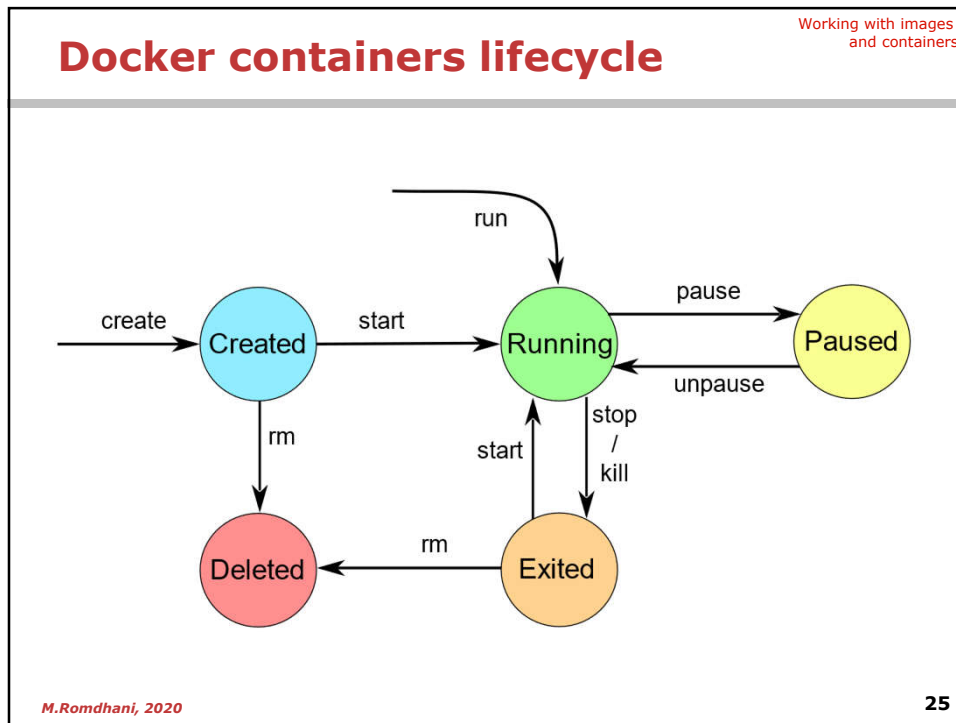 Working with images
and containers
Docker containers lifecycle
run
create
Created
start
Running
pause
Paused
unpause
rm
start
stop
/
kill
Deleted
rm
Exited
M.Romdhani, 2020
25